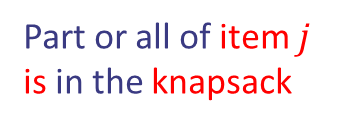 Part or all of item j
is in the knapsack